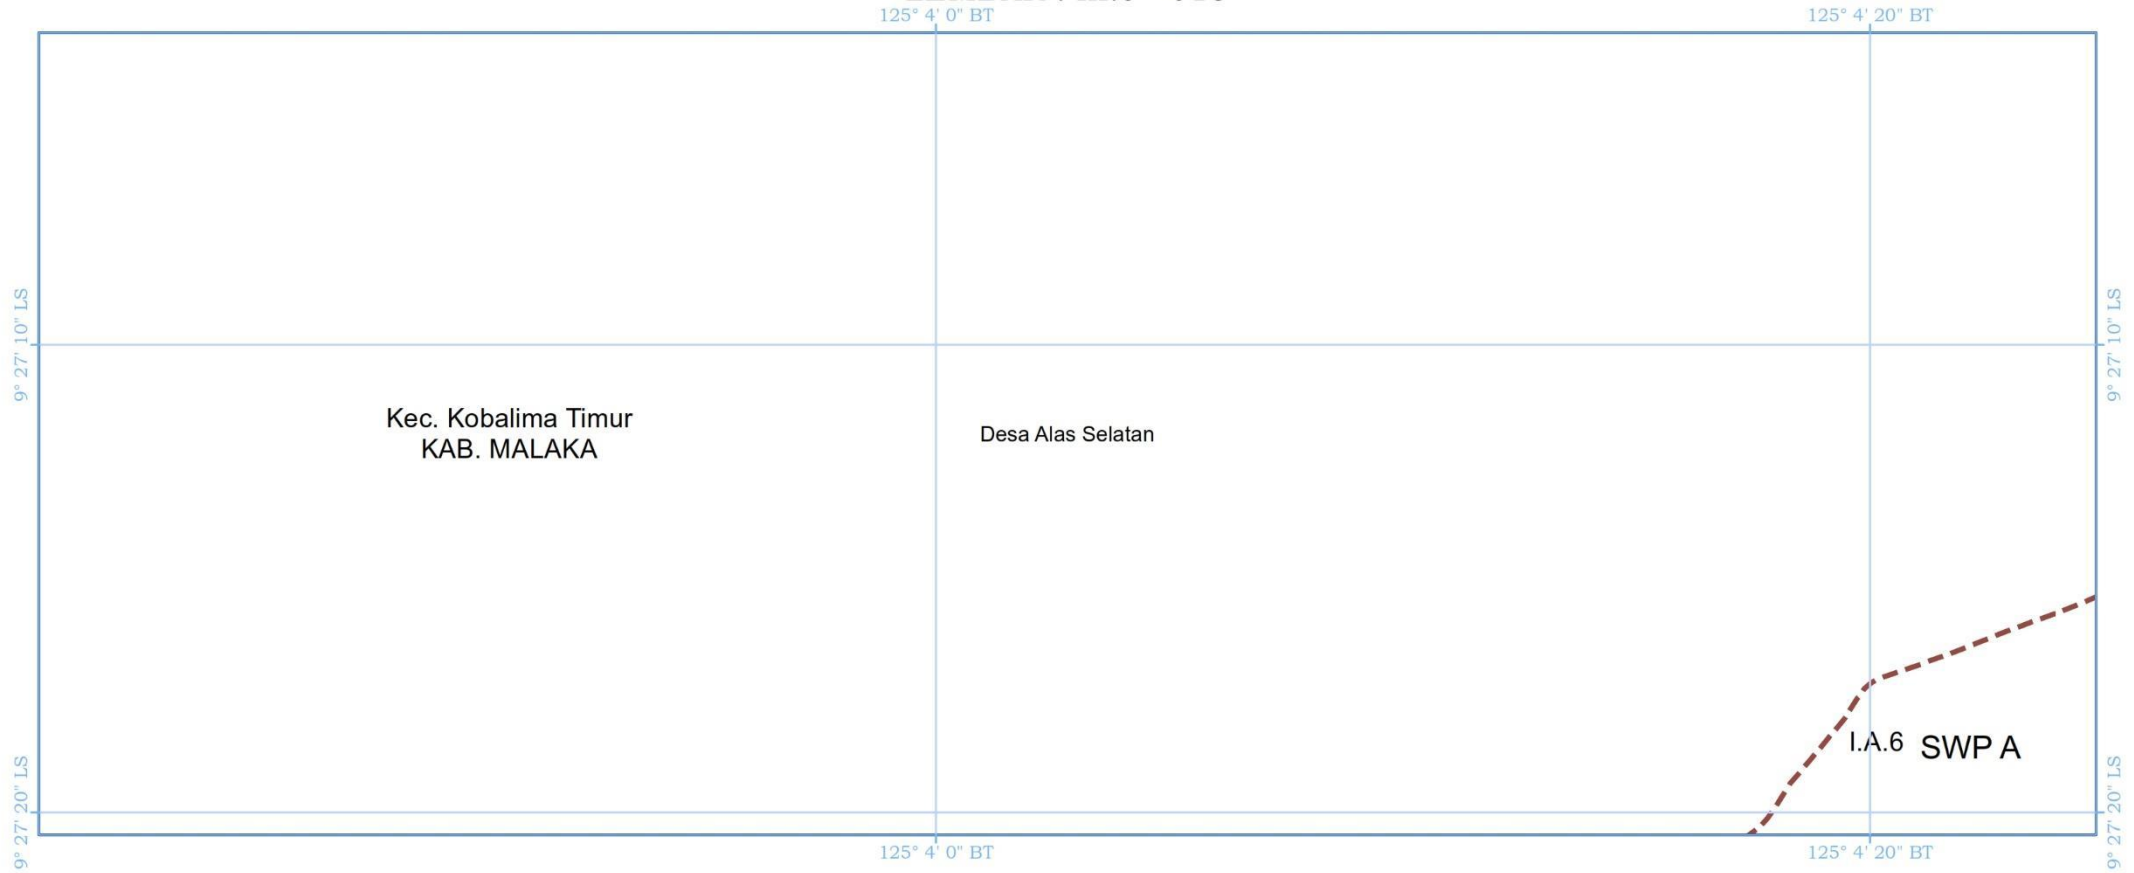 125° 4' 0" BT
125° 4' 20" BT
9° 27' 10" LS
9° 27' 10" LS
Kec. Kobalima Timur
KAB. MALAKA
Desa Alas Selatan
I.A.6
SWP A
9° 27' 20" LS
9° 27' 20" LS
125° 4' 0" BT
125° 4' 20" BT